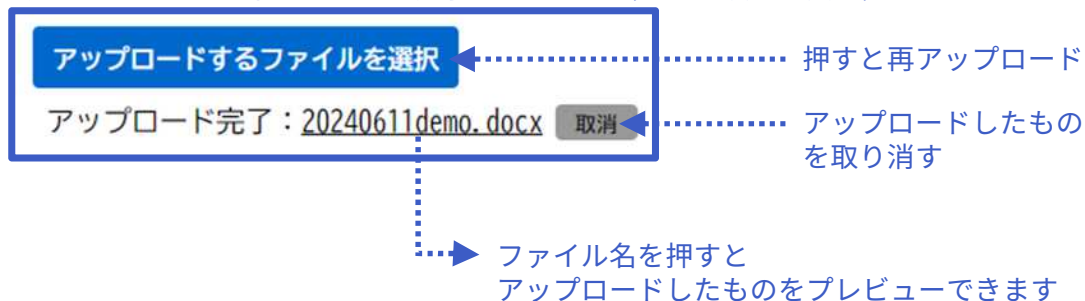 アップロードするファイルを選択
押すと再アップロード
アップロード完了：20240611demo.docx 取消
アップロードしたもの
を取り消す
ファイル名を押すと
アップロードしたものをプレビューできます